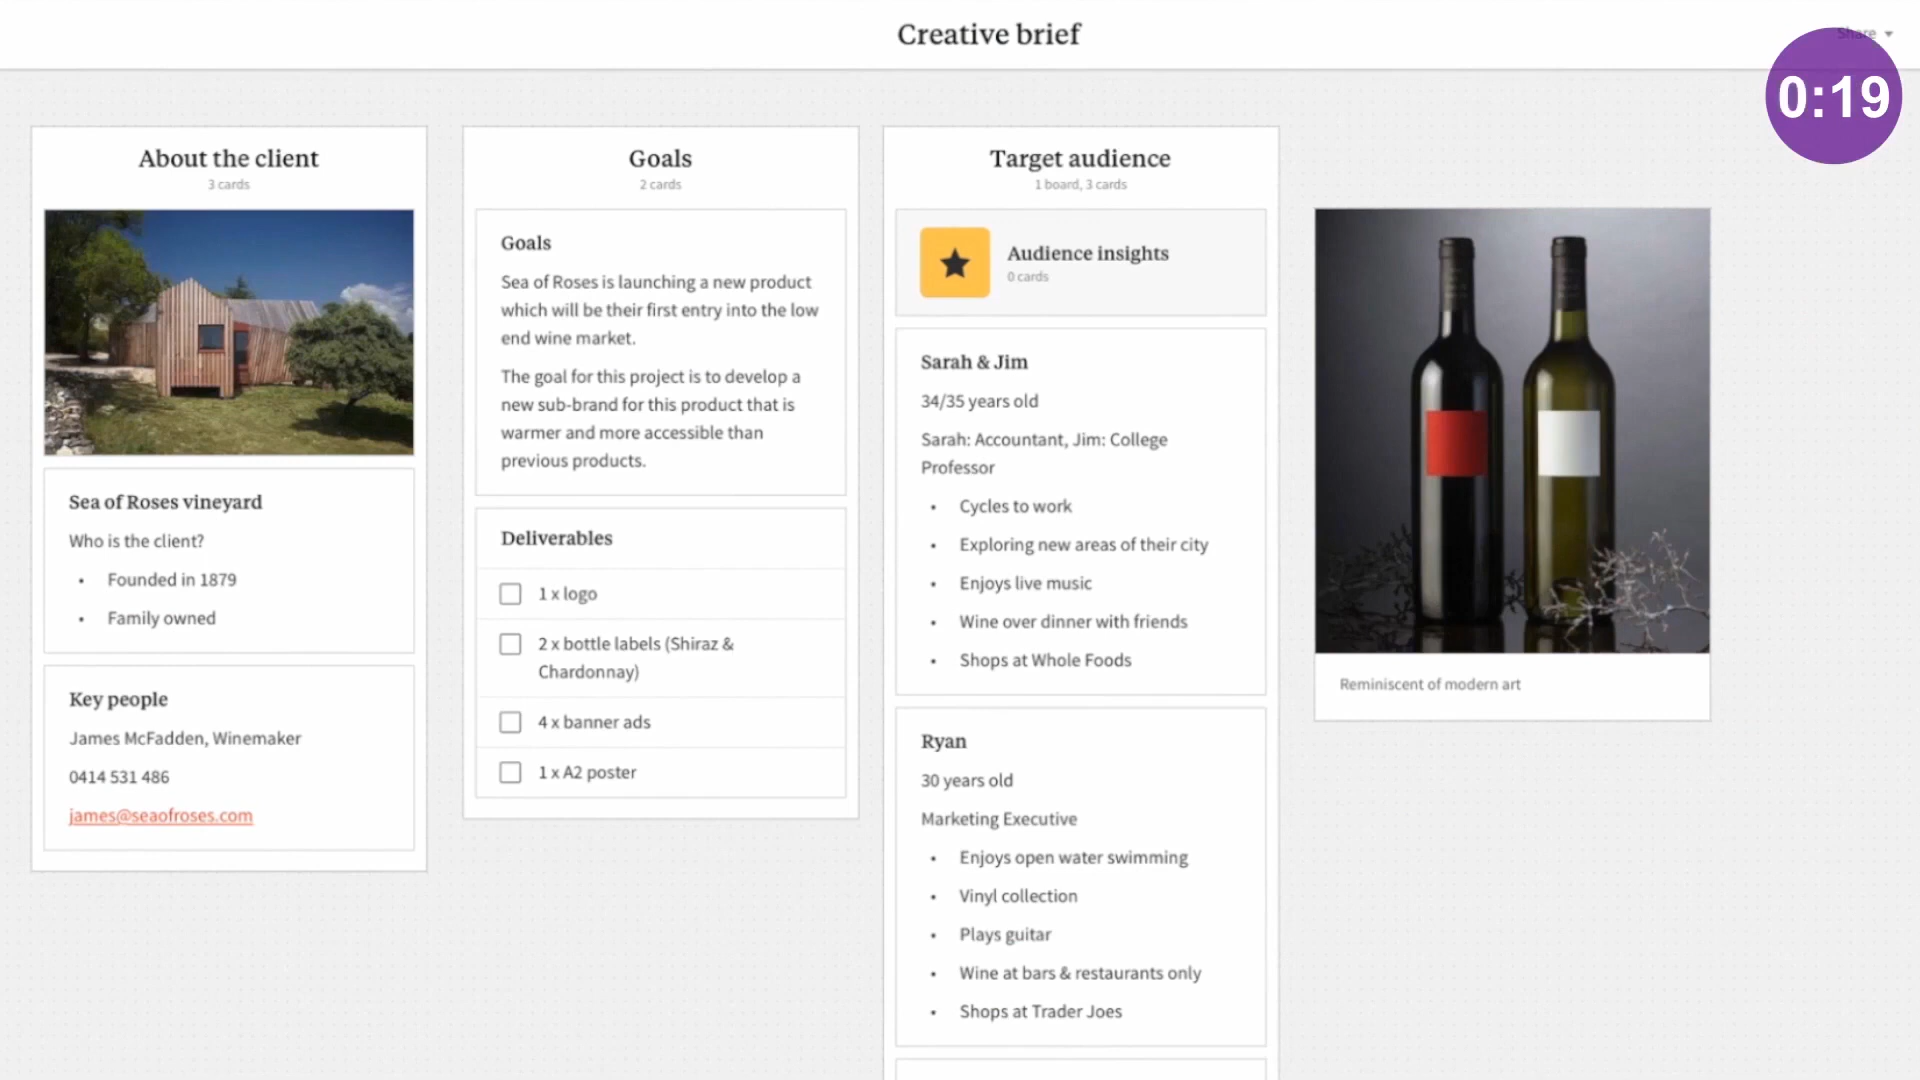 Creative brief
Share
0:19
About the client
3 cards
Sea of Roses vineyard
Who is the client?
• Founded in 1879
• Family owned
Key people
James McFadden, Winemaker
0414 531 486
james@seaofroses.com
Goals
2 cards
Goals
Sea of Roses is launching a new product
which will be their first entry into the low
end wine market.
The goal for this project is to develop a
new sub-brand for this product that is
warmer and more accessible than
previous products.
Deliverables
1 x logo
2 x bottle labels (Shiraz &
Chardonnay)
4 x banner ads
1 x A2 poster
Target audience
1 board, 3 cards
Audience insights
0 cards
Sarah & Jim
34/35 years old
Sarah: Accountant, Jim: College
Professor
• Cycles to work
• Exploring new areas of their city
• Enjoys live music
• Wine over dinner with friends
• Shops at Whole Foods
Ryan
30 years old
Marketing Executive
• Enjoys open water swimming
• Vinyl collection
• Plays guitar
• Wine at bars & restaurants only
• Shops at Trader Joes
Reminiscent of modern art